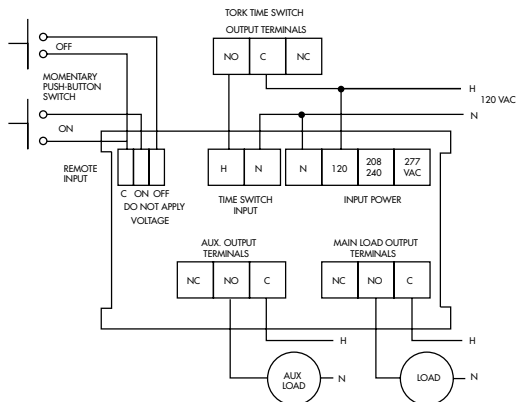 TORK TIME SWITCH
OUTPUT TERMINALS
NO C NC
OFF
MOMENTARY
PUSH-BUTTON
SWITCH
ON
H
120 VAC
N
REMOTE
INPUT
C ON OFF
DO NOT APPLY
VOLTAGE
H N
TIME SWITCH
INPUT
N 120 208
240 277
VAC
INPUT POWER
AUX. OUTPUT
TERMINALS
NC NO C
MAIN LOAD OUTPUT
TERMINALS
NC NO C
H
AUX
LOAD
N
H
LOAD
N